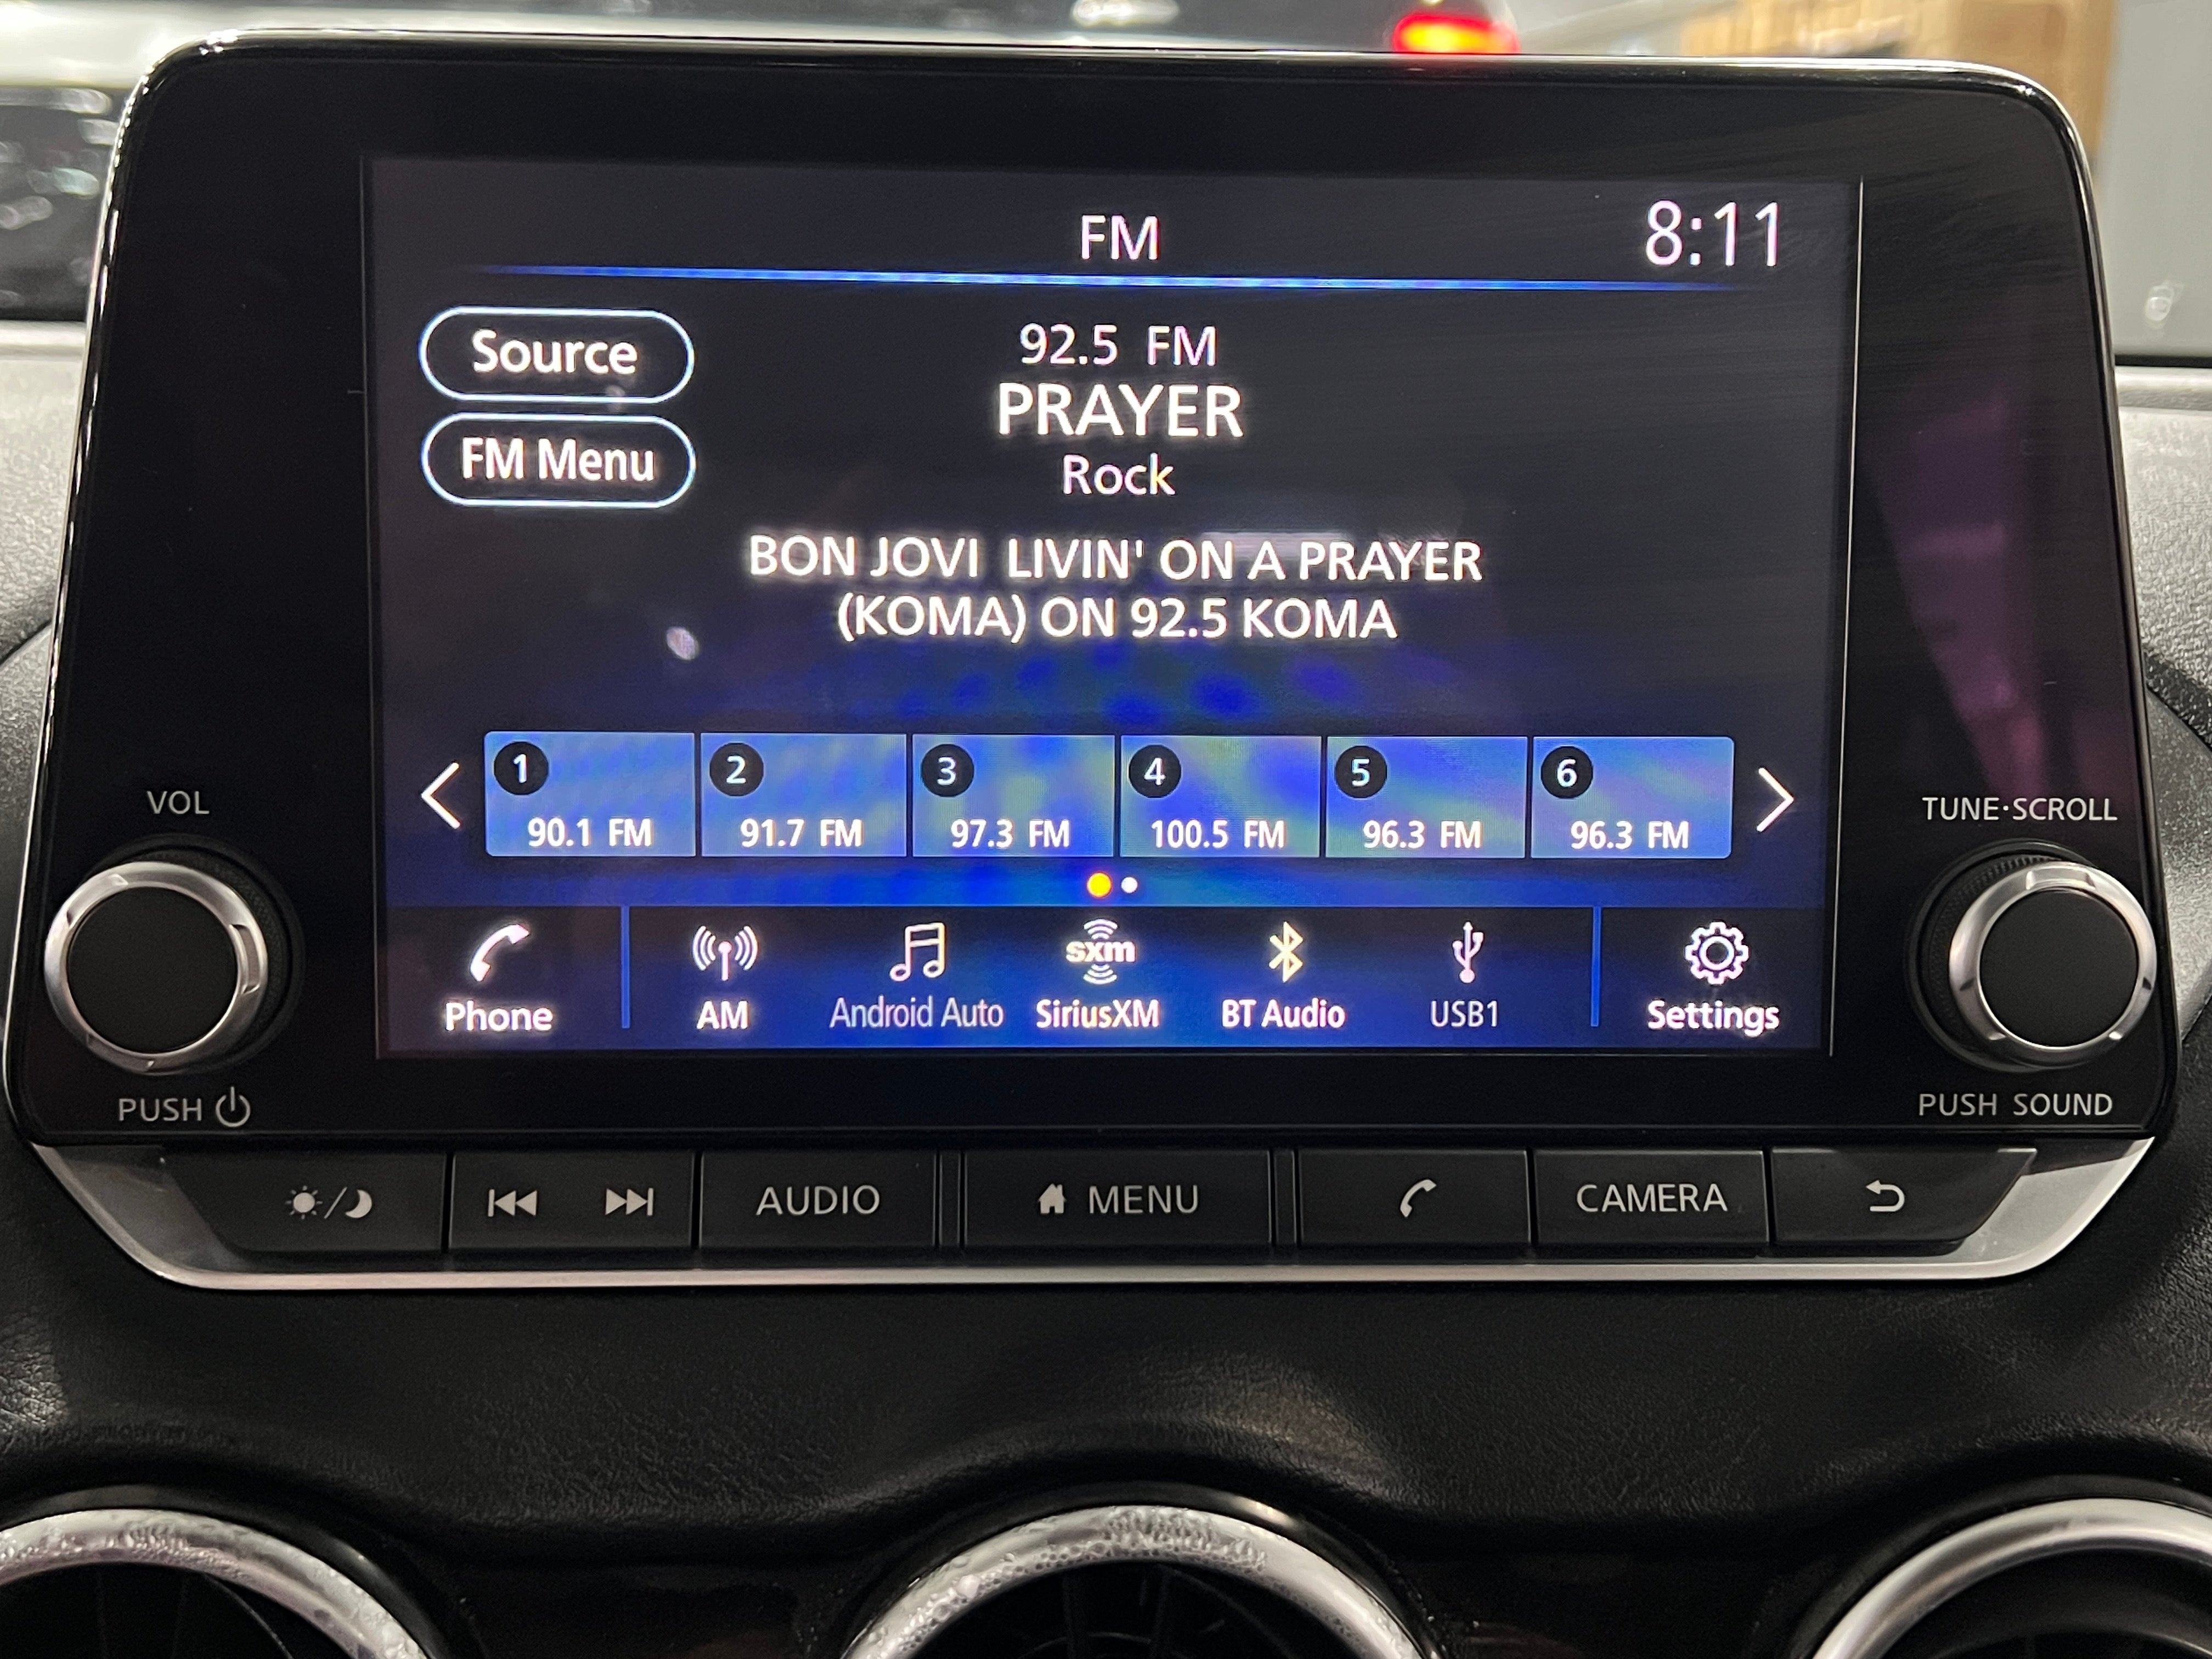 FM 8:11
Source
FM Menu
92.5 FM
PRAYER
Rock
BON JOVI LIVIN' ON A PRAYER
(KOMA) ON 92.5 KOMA
1 2 3 4 5 6
90.1 FM 91.7 FM 97.3 FM 100.5 FM 96.3 FM 96.3 FM
sxm
Phone AM Android Auto SiriusXM BT Audio USB1 Settings
VOL
PUSH
TUNE·SCROLL
PUSH SOUND
AUDIO MENU CAMERA